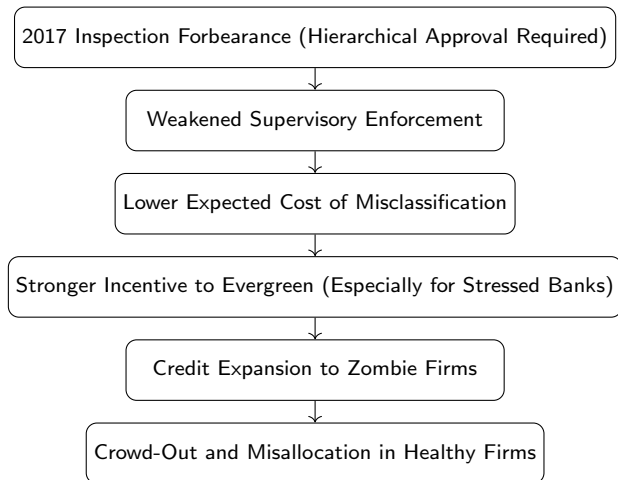 2017 Inspection Forbearance (Hierarchical Approval Required)
Weakened Supervisory Enforcement
Lower Expected Cost of Misclassification
Stronger Incentive to Evergreen (Especially for Stressed Banks)
Credit Expansion to Zombie Firms
Crowd-Out and Misallocation in Healthy Firms